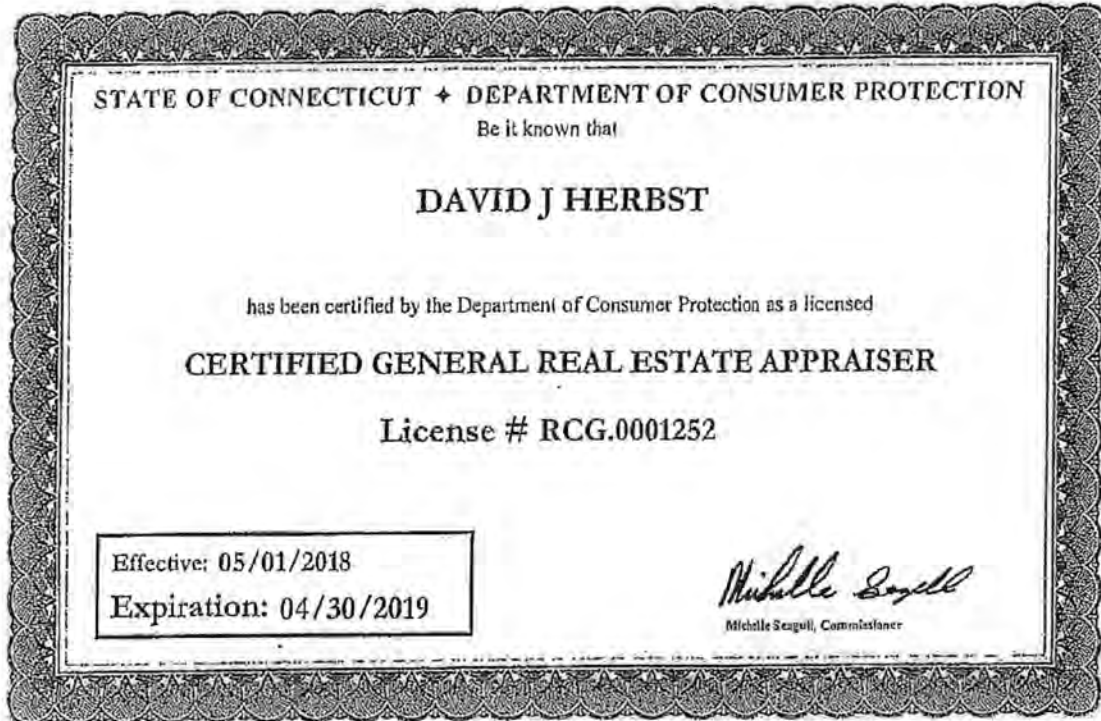 STATE OF CONNECTICUT ✦ DEPARTMENT OF CONSUMER PROTECTION
Be it known that
DAVID J HERBST
has been certified by the Department of Consumer Protection as a licensed
CERTIFIED GENERAL REAL ESTATE APPRAISER
License # RCG.0001252
Effective: 05/01/2018
Expiration: 04/30/2019
Michelle Seagull, Commissioner